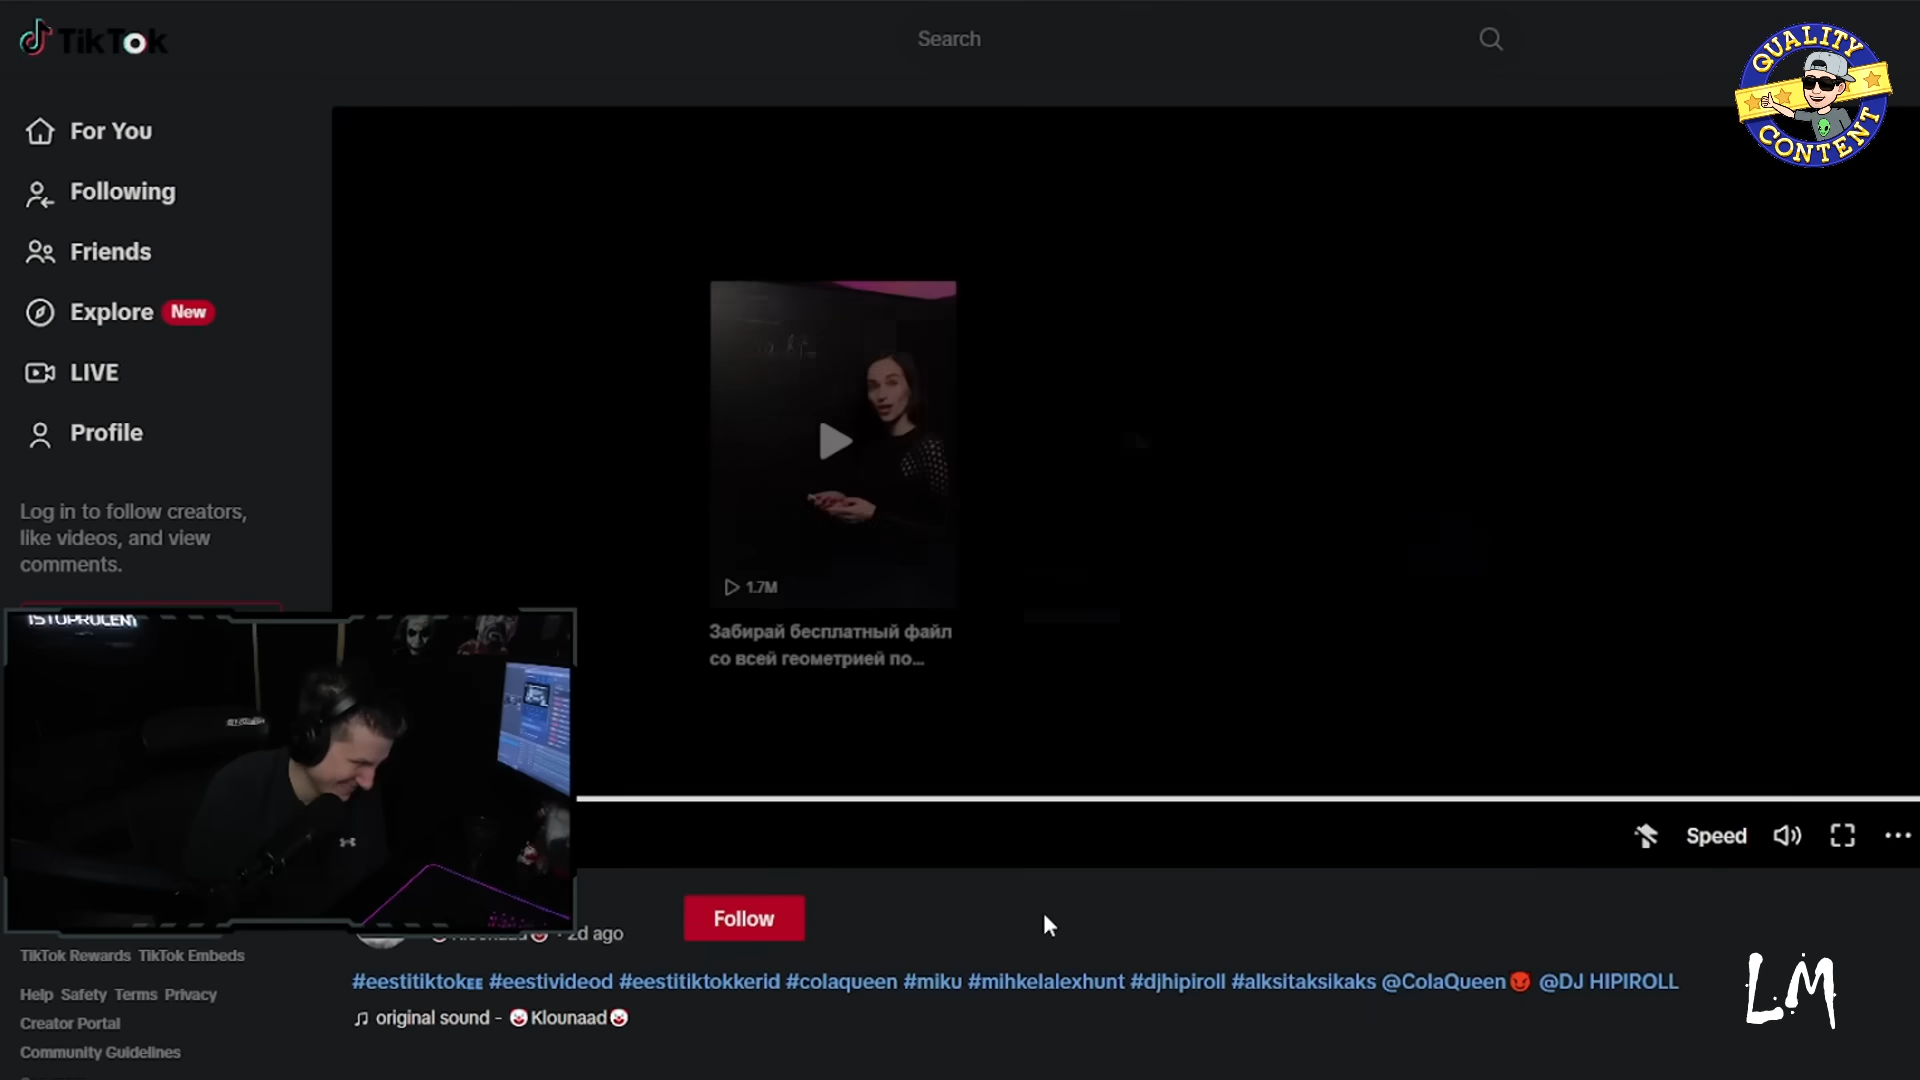 TikTok
Search
QUALITY
CONTENT
For You
Following
Friends
Explore New
LIVE
Profile
Log in to follow creators,
like videos, and view
comments.
1.7M
Забирай бесплатный файл
со всей геометрией по...
Speed
Follow
Klounaad · 2d ago
TikTok Rewards TikTok Embeds
Help Safety Terms Privacy
Creator Portal
Community Guidelines
#eestitiktokᴇᴇ #eestivideod #eestitiktokkerid #colaqueen #miku #mihkelalexhunt #djhipiroll #alksitaksikaks @ColaQueen😈 @DJ HIPIROLL
♫ original sound - 🤡Klounaad🤡
LM